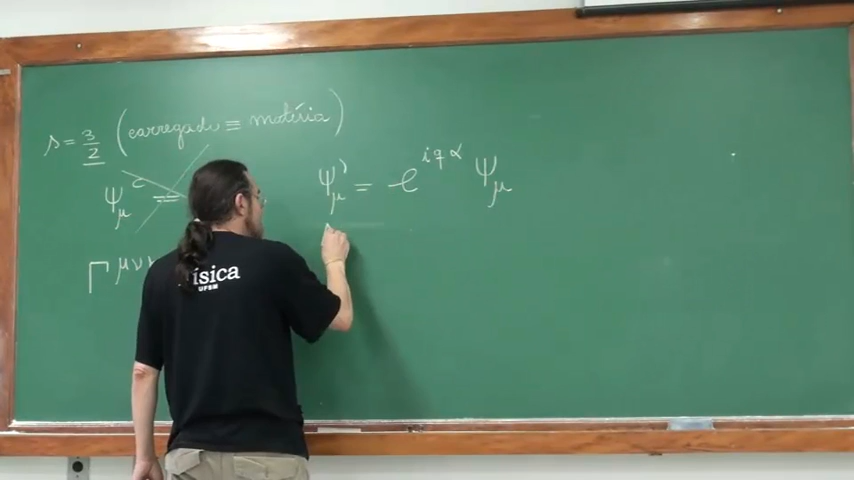 s = 3/2 (carregado ≡ matéria)
ψ_μ^c =
ψ'_μ = e^{iqα} ψ_μ
Γ^{μν
física
UFSM